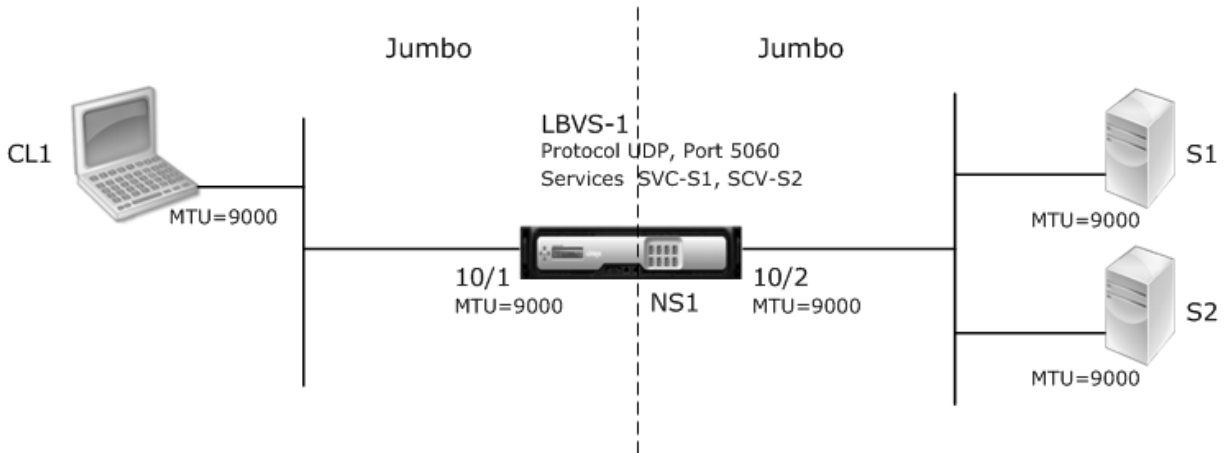 Jumbo
Jumbo
LBVS-1
Protocol UDP, Port 5060
Services SVC-S1, SCV-S2
CL1
MTU=9000
10/1
MTU=9000
NS1
10/2
MTU=9000
S1
MTU=9000
S2
MTU=9000